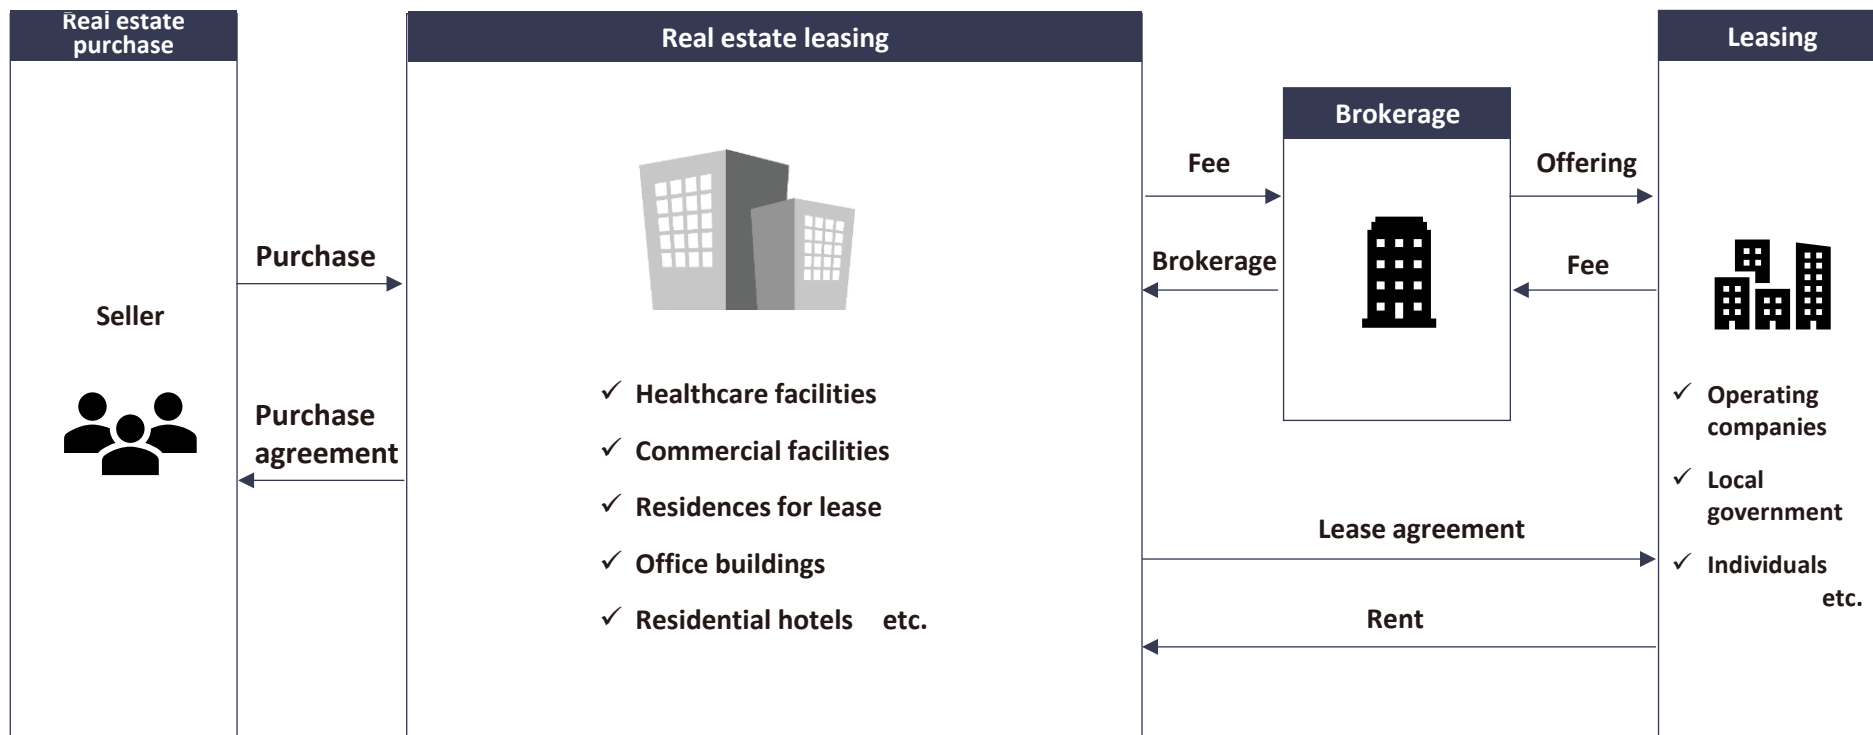 Real estate
purchase
Seller
Purchase
Purchase
agreement
Real estate leasing
✓ Healthcare facilities
✓ Commercial facilities
✓ Residences for lease
✓ Office buildings
✓ Residential hotels etc.
Fee
Brokerage
Brokerage
Offering
Fee
Lease agreement
Rent
Leasing
✓ Operating
companies
✓ Local
government
✓ Individuals
etc.